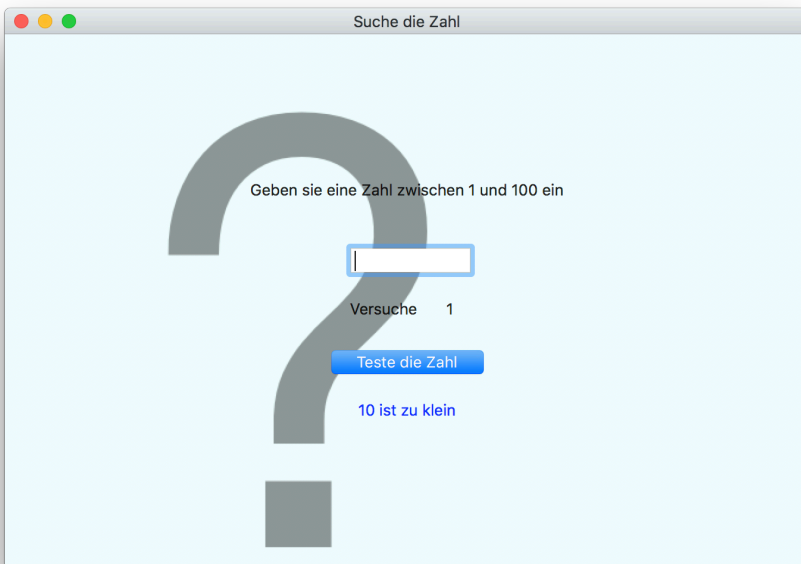 Suche die Zahl
Geben sie eine Zahl zwischen 1 und 100 ein
Versuche 1
Teste die Zahl
10 ist zu klein
?